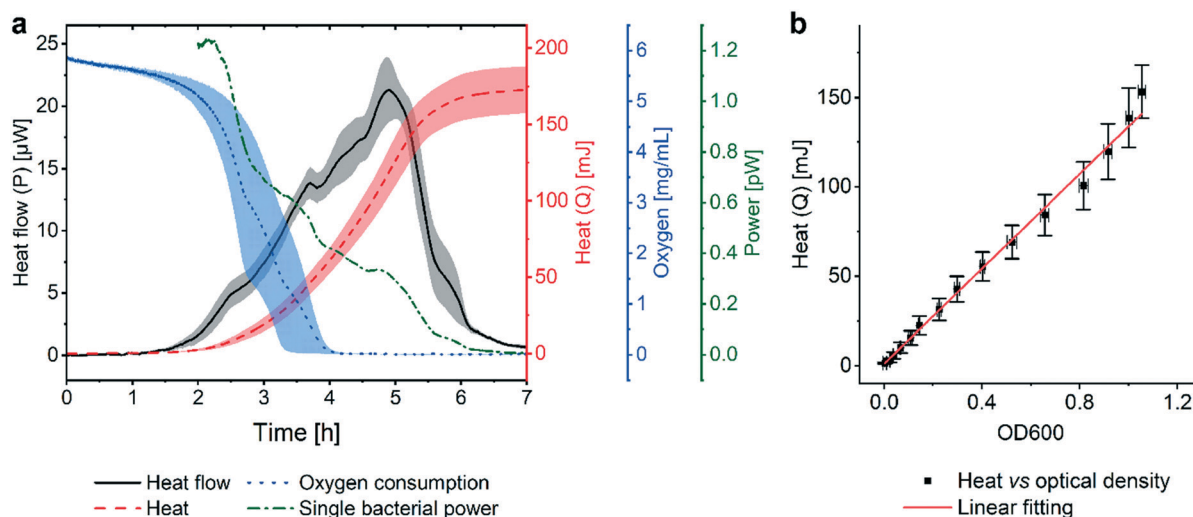 a
25
20
15
10
5
0
Heat flow (P) [µW]
0 1 2 3 4 5 6 7
Time [h]
200
150
100
50
0
Heat (Q) [mJ]
6
5
4
3
2
1
0
Oxygen [mg/mL]
1.2
1.0
0.8
0.6
0.4
0.2
0.0
Power [pW]
Heat flow
Oxygen consumption
Heat
Single bacterial power
b
150
100
50
0
Heat (Q) [mJ]
0.0 0.4 0.8 1.2
OD600
Heat vs optical density
Linear fitting